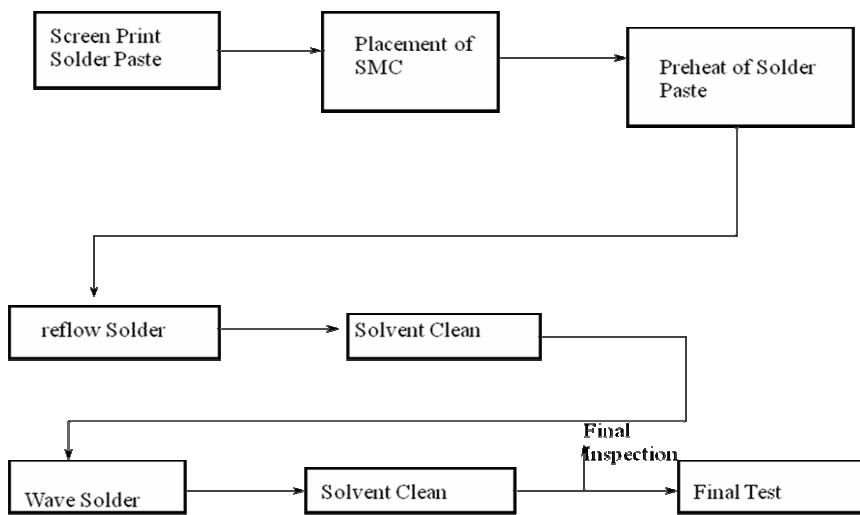 Screen Print
Solder Paste
Placement of
SMC
Preheat of Solder
Paste
reflow Solder
Solvent Clean
Final
Inspection
Wave Solder
Solvent Clean
Final Test